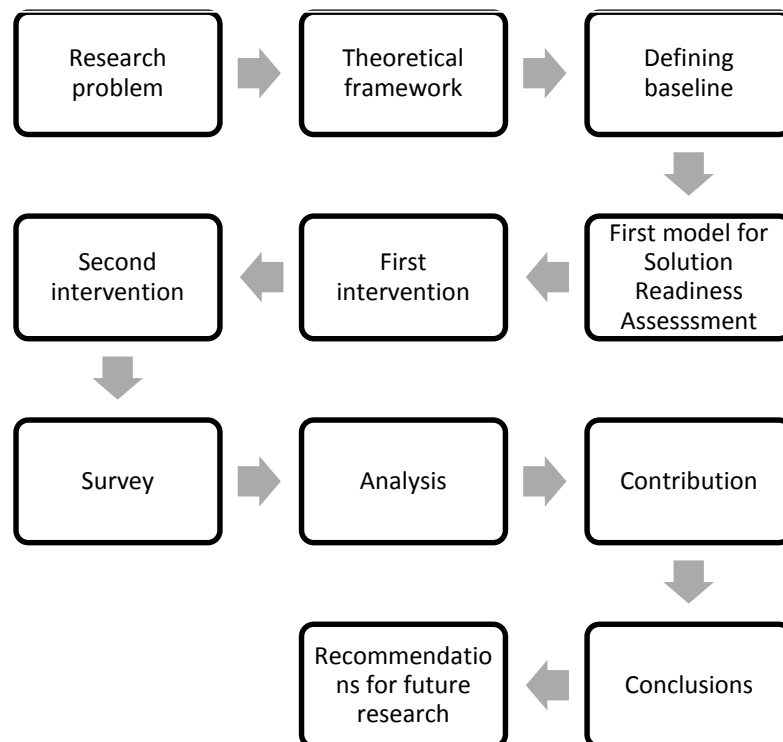 Research
problem
Theoretical
framework
Defining
baseline
First model for
Solution
Readiness
Assesssment
First
intervention
Second
intervention
Survey
Analysis
Contribution
Conclusions
Recommendatio
ns for future
research